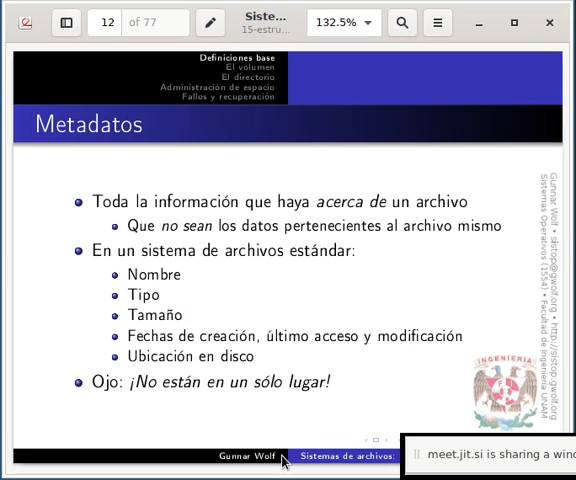 12 of 77
Siste...
15-estru...
132.5%
Definiciones base
El volumen
El directorio
Administración de espacio
Fallos y recuperación
Metadatos
Toda la información que haya acerca de un archivo
Que no sean los datos pertenecientes al archivo mismo
En un sistema de archivos estándar:
Nombre
Tipo
Tamaño
Fechas de creación, último acceso y modificación
Ubicación en disco
Ojo: ¡No están en un sólo lugar!
Gunnar Wolf • sistop@gwolf.org • http://sistop.gwolf.org
Sistemas Operativos (1554) • Facultad de Ingeniería UNAM
INGENIERIA
Gunnar Wolf
Sistemas de archivos:
meet.jit.si is sharing a wind